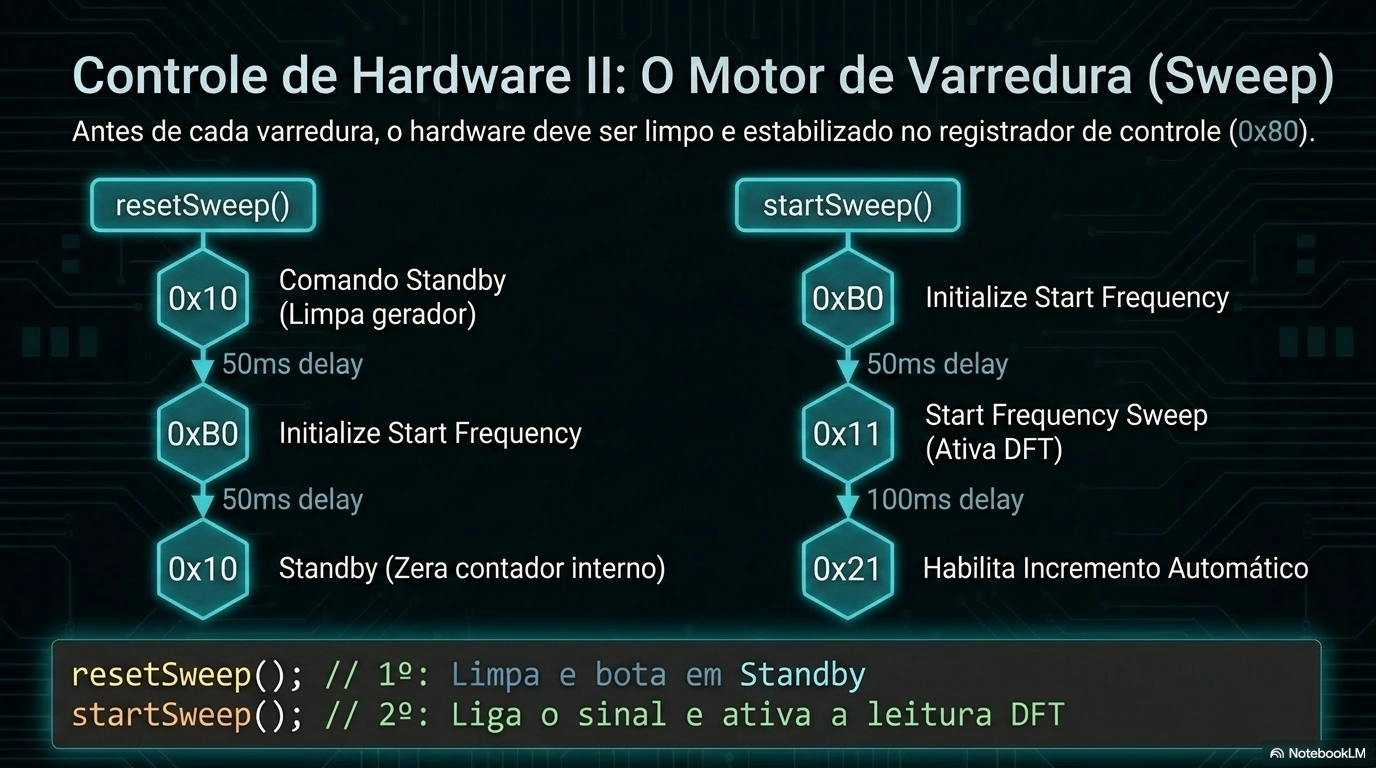 Controle de Hardware II: O Motor de Varredura (Sweep)
Antes de cada varredura, o hardware deve ser limpo e estabilizado no registrador de controle (0x80).
resetSweep()
0x10
Comando Standby
(Limpa gerador)
50ms delay
0xB0
Initialize Start Frequency
50ms delay
0x10
Standby (Zera contador interno)
startSweep()
0xB0
Initialize Start Frequency
50ms delay
0x11
Start Frequency Sweep
(Ativa DFT)
100ms delay
0x21
Habilita Incremento Automático
resetSweep(); // 1º: Limpa e bota em Standby
startSweep(); // 2º: Liga o sinal e ativa a leitura DFT
NotebookLM